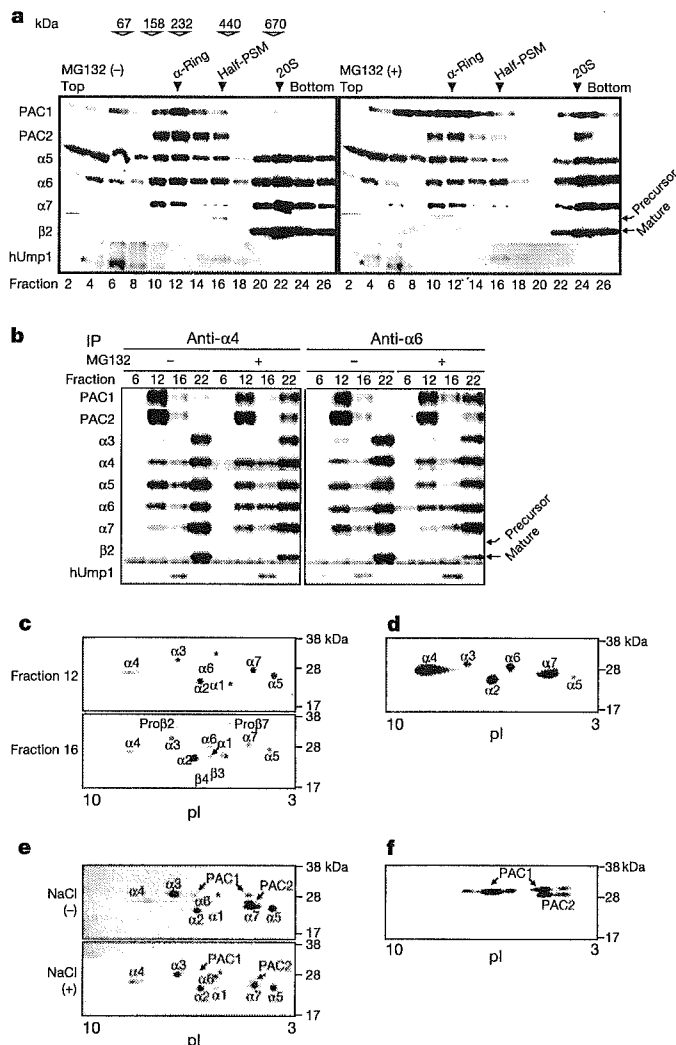 a kDa 67 158 232 440 670
MG132 (–) α-Ring Half-PSM 20S
Top Bottom
MG132 (+) α-Ring Half-PSM 20S
Top Bottom
PAC1
PAC2
α5
α6
α7
β2
hUmp1
Precursor
Mature
*
*
Fraction 2 4 6 8 10 12 14 16 18 20 22 24 26 2 4 6 8 10 12 14 16 18 20 22 24 26
b IP Anti-α4 Anti-α6
MG132 – + – +
Fraction 6 12 16 22 6 12 16 22 6 12 16 22 6 12 16 22
PAC1
PAC2
α3
α4
α5
α6
α7
β2
hUmp1
Precursor
Mature
c
Fraction 12
α4 α3 * α6 α2 α1 * α7 α5
38 kDa
28
17
Fraction 16
Proβ2 Proβ7
α4 α3 α6 α1 α7 α2 α5
β4 β3
38
28
17
10 3
pI
d
α4 α3 α6 α7 α2 α5
38 kDa
28
17
10 3
pI
e
NaCl (–)
α4 α3 PAC1 * PAC2 α6 α2 α1 α7 α5
38 kDa
28
17
NaCl (+)
α4 α3 PAC1 PAC2 α6 * α2 α1 α7 α5
38
28
17
10 3
pI
f
PAC1
PAC2
38 kDa
28
17
10 3
pI